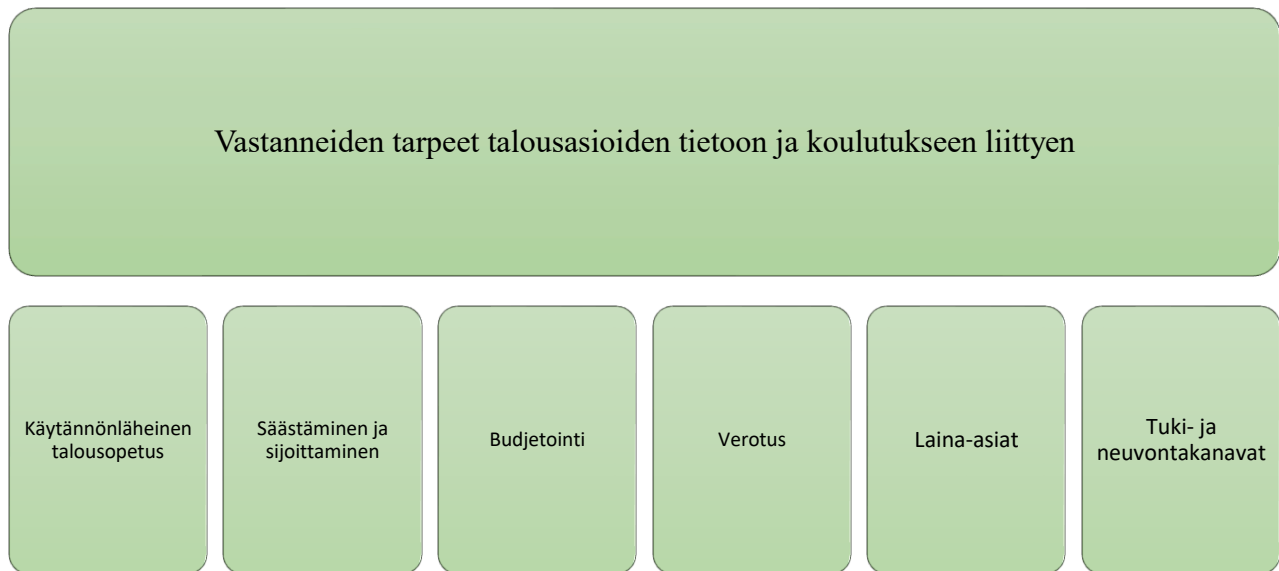 Vastanneiden tarpeet talousasioiden tietoon ja koulutukseen liittyen
Käytännönläheinen
talousopetus
Säästäminen ja
sijoittaminen
Budjetointi
Verotus
Laina-asiat
Tuki- ja
neuvontakanavat